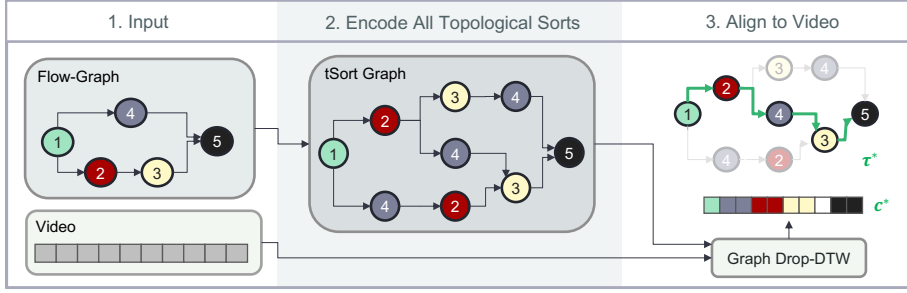 1. Input
2. Encode All Topological Sorts
3. Align to Video
Flow-Graph
4
1
5
2
3
Video
tSort Graph
3
4
2
1
4
5
3
4
2
3
4
2
1
4
5
3
4
2
τ*
c*
Graph Drop-DTW